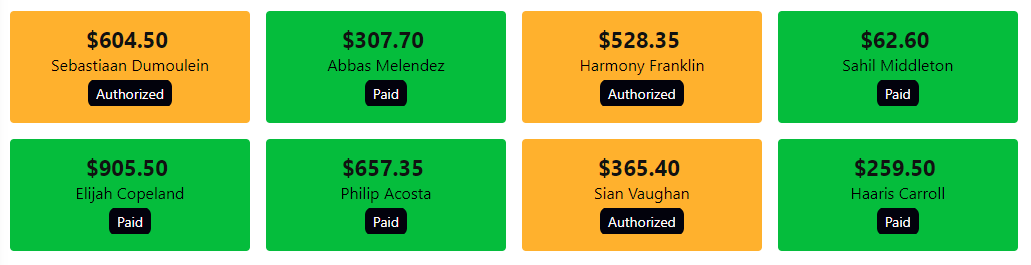 $604.50
Sebastiaan Dumoulein
Authorized
$307.70
Abbas Melendez
Paid
$528.35
Harmony Franklin
Authorized
$62.60
Sahil Middleton
Paid
$905.50
Elijah Copeland
Paid
$657.35
Philip Acosta
Paid
$365.40
Sian Vaughan
Authorized
$259.50
Haaris Carroll
Paid